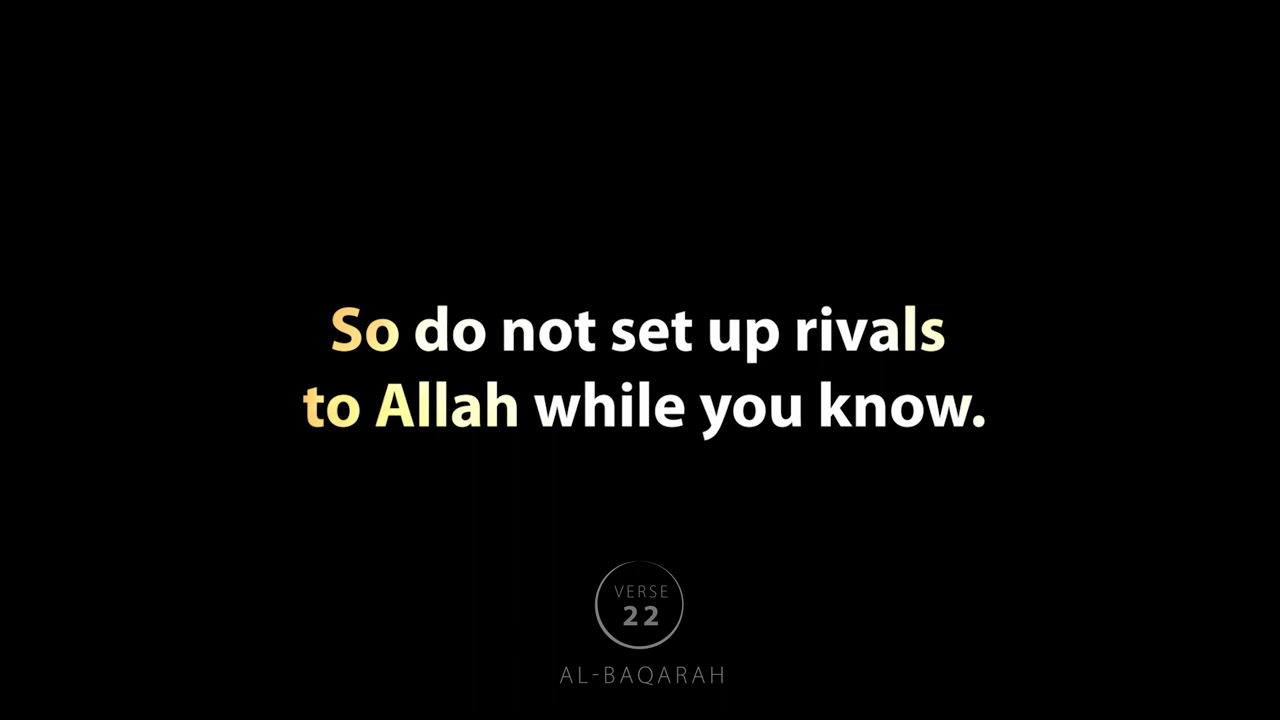 So do not set up rivals
to Allah while you know.
VERSE
22
AL-BAQARAH